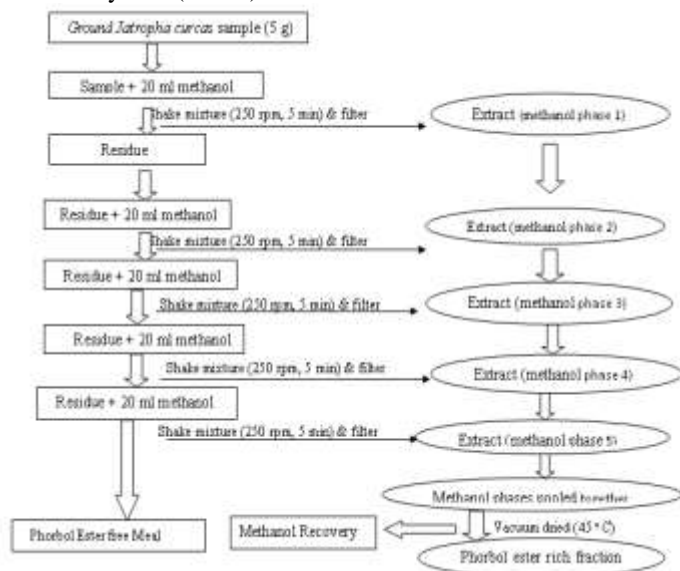 Ground Jatropha curcas sample (5 g)
Sample + 20 ml methanol
Shake mixture (250 rpm, 5 min) & filter
Extract (methanol phase 1)
Residue
Residue + 20 ml methanol
Shake mixture (250 rpm, 5 min) & filter
Extract (methanol phase 2)
Residue + 20 ml methanol
Shake mixture (250 rpm, 5 min) & filter
Extract (methanol phase 3)
Residue + 20 ml methanol
Shake mixture (250 rpm, 5 min) & filter
Extract (methanol phase 4)
Residue + 20 ml methanol
Shake mixture (250 rpm, 5 min) & filter
Extract (methanol phase 5)
Methanol phases pooled together
Phorbol Ester free Meal
Methanol Recovery
Vacuum dried (45 °C)
Phorbol ester rich fraction